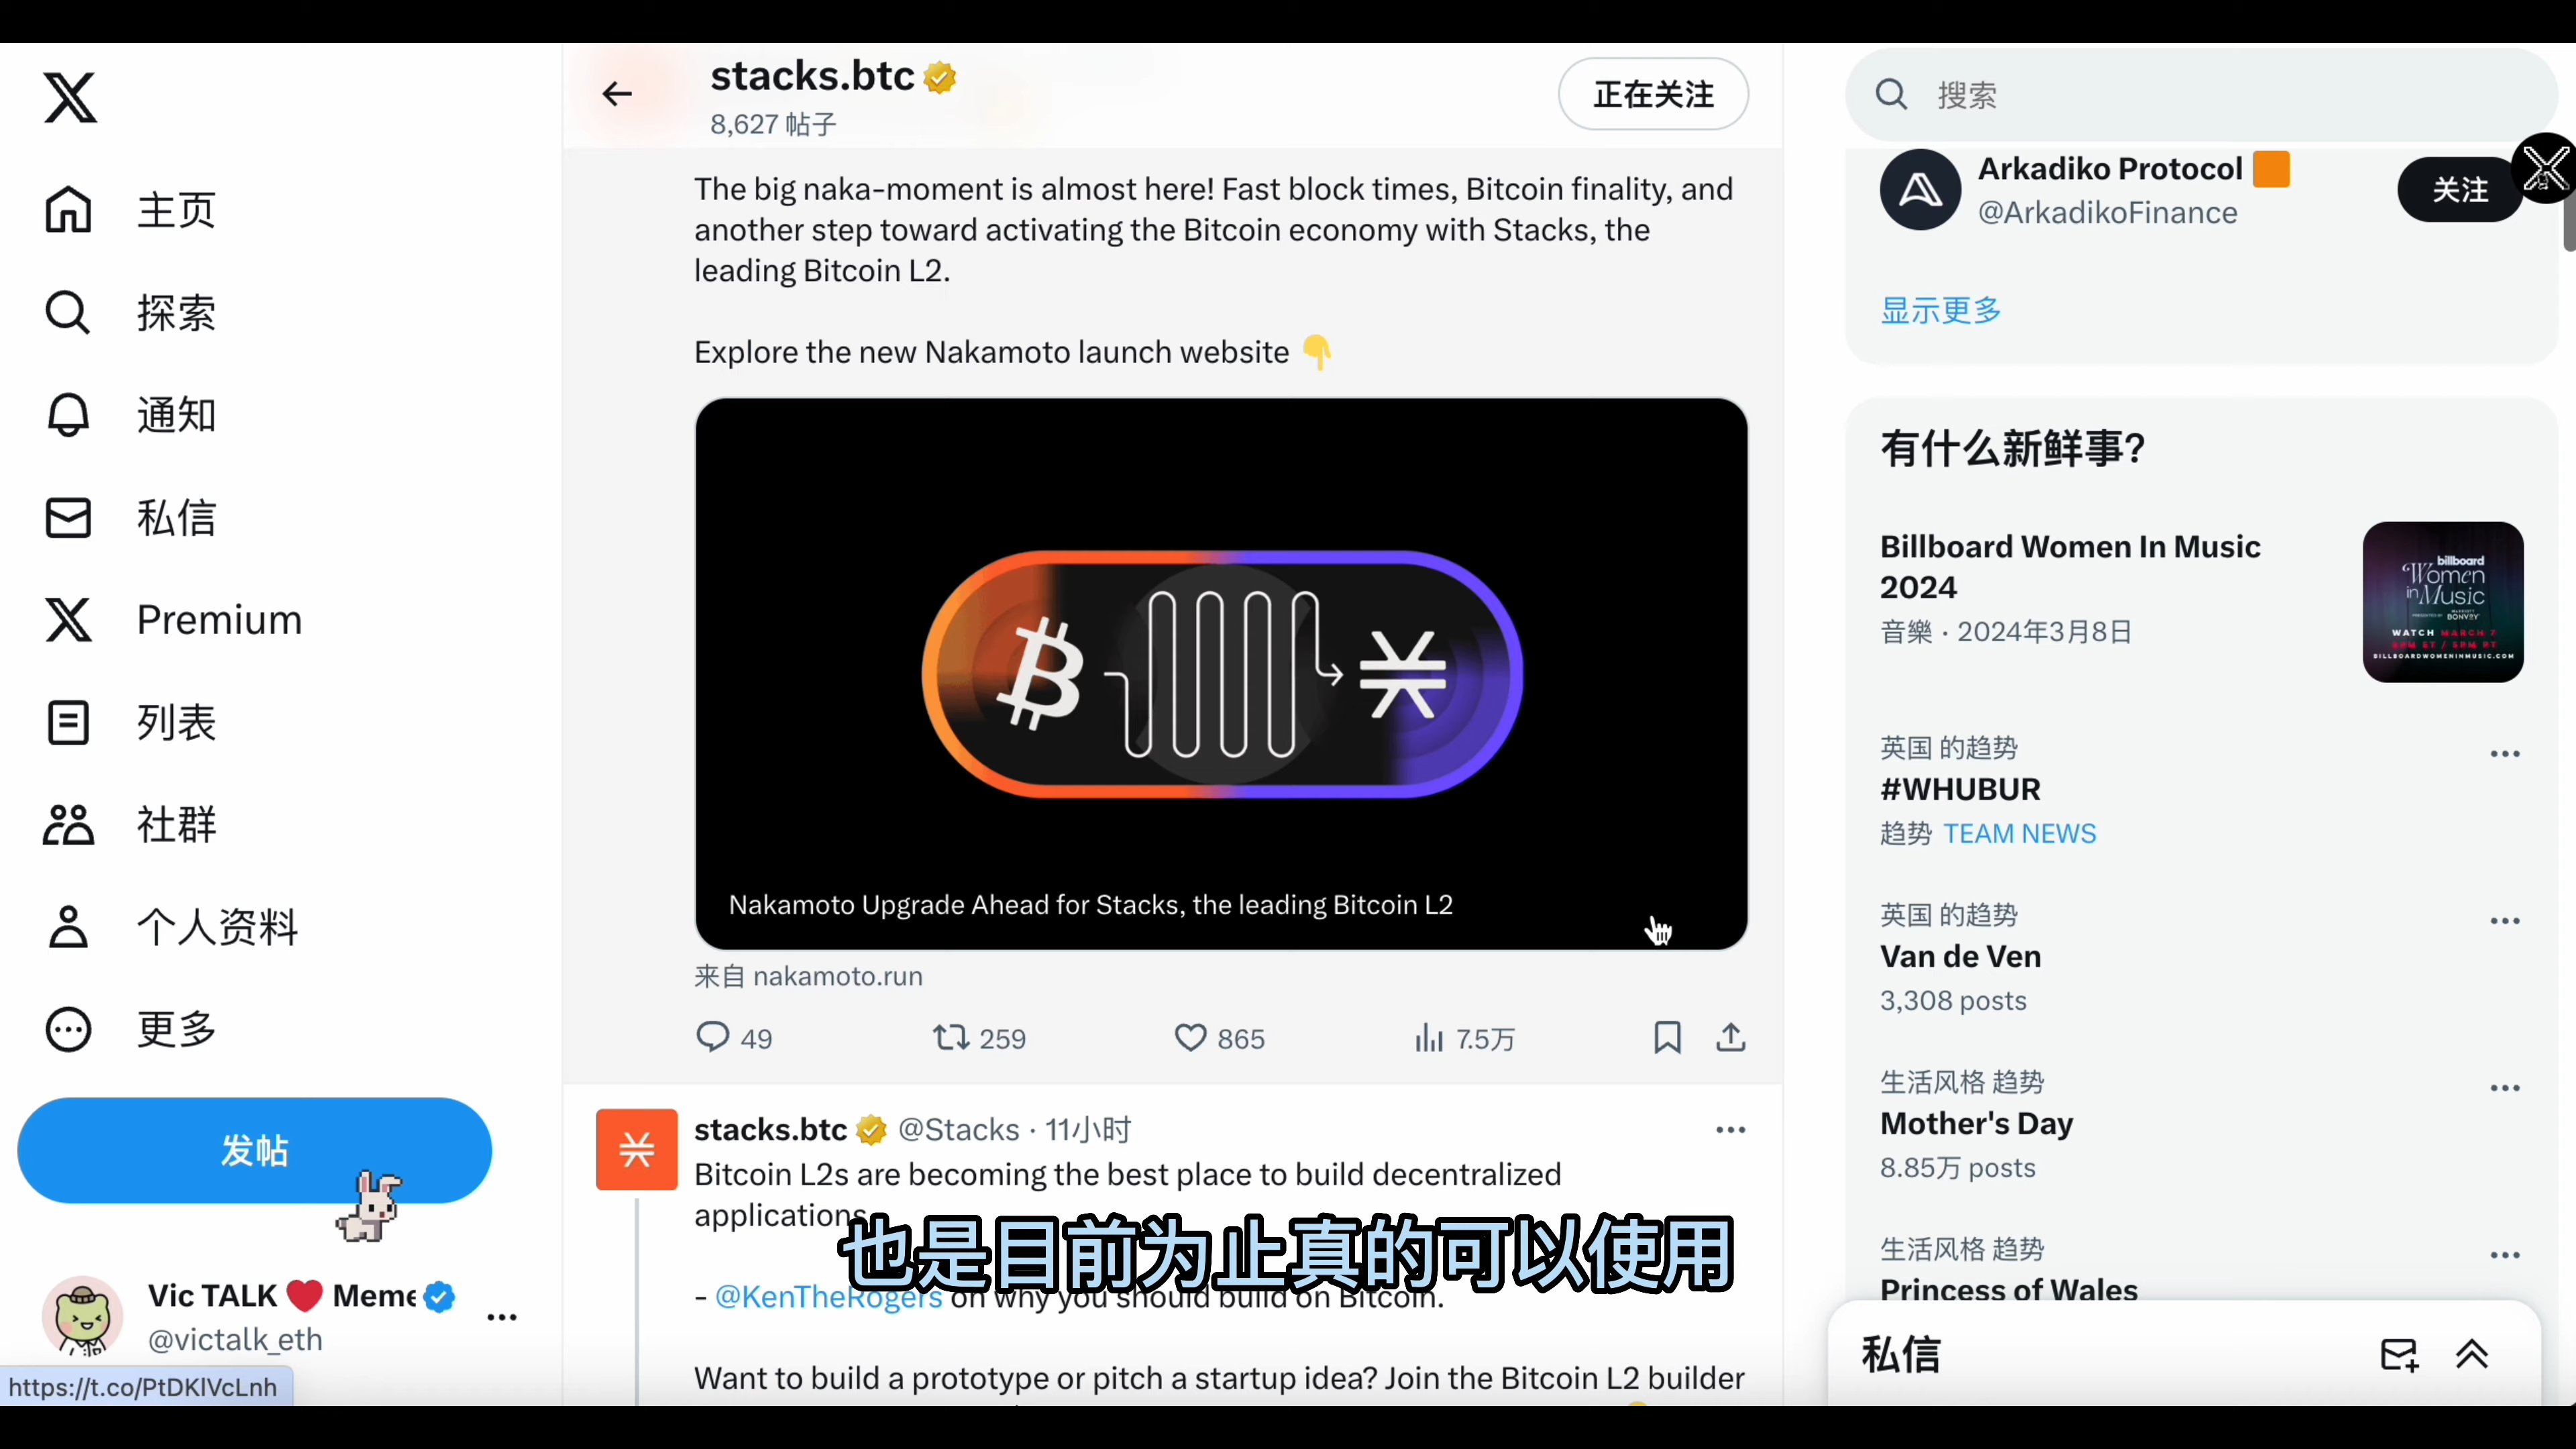 主页
探索
通知
私信
Premium
列表
社群
个人资料
更多
发帖
Vic TALK ❤️ Meme
@victalk_eth
https://t.co/PtDKlVcLnh
stacks.btc
8,627 帖子
正在关注
The big naka-moment is almost here! Fast block times, Bitcoin finality, and
another step toward activating the Bitcoin economy with Stacks, the
leading Bitcoin L2.
Explore the new Nakamoto launch website 👇
Nakamoto Upgrade Ahead for Stacks, the leading Bitcoin L2
来自 nakamoto.run
49 259 865 7.5万
stacks.btc @Stacks · 11小时
Bitcoin L2s are becoming the best place to build decentralized
applications
也是目前为止真的可以使用
- @KenTheRogers on why you should build on Bitcoin.
Want to build a prototype or pitch a startup idea? Join the Bitcoin L2 builder
搜索
Arkadiko Protocol
@ArkadikoFinance
关注
显示更多
有什么新鲜事?
Billboard Women In Music
2024
音樂 · 2024年3月8日
billboard
Women
in Music
BONVOY
WATCH MARCH 7
BILLBOARDWOMENINMUSIC.COM
英国 的趋势
#WHUBUR
趋势 TEAM NEWS
英国 的趋势
Van de Ven
3,308 posts
生活风格 趋势
Mother's Day
8.85万 posts
生活风格 趋势
Princess of Wales
私信